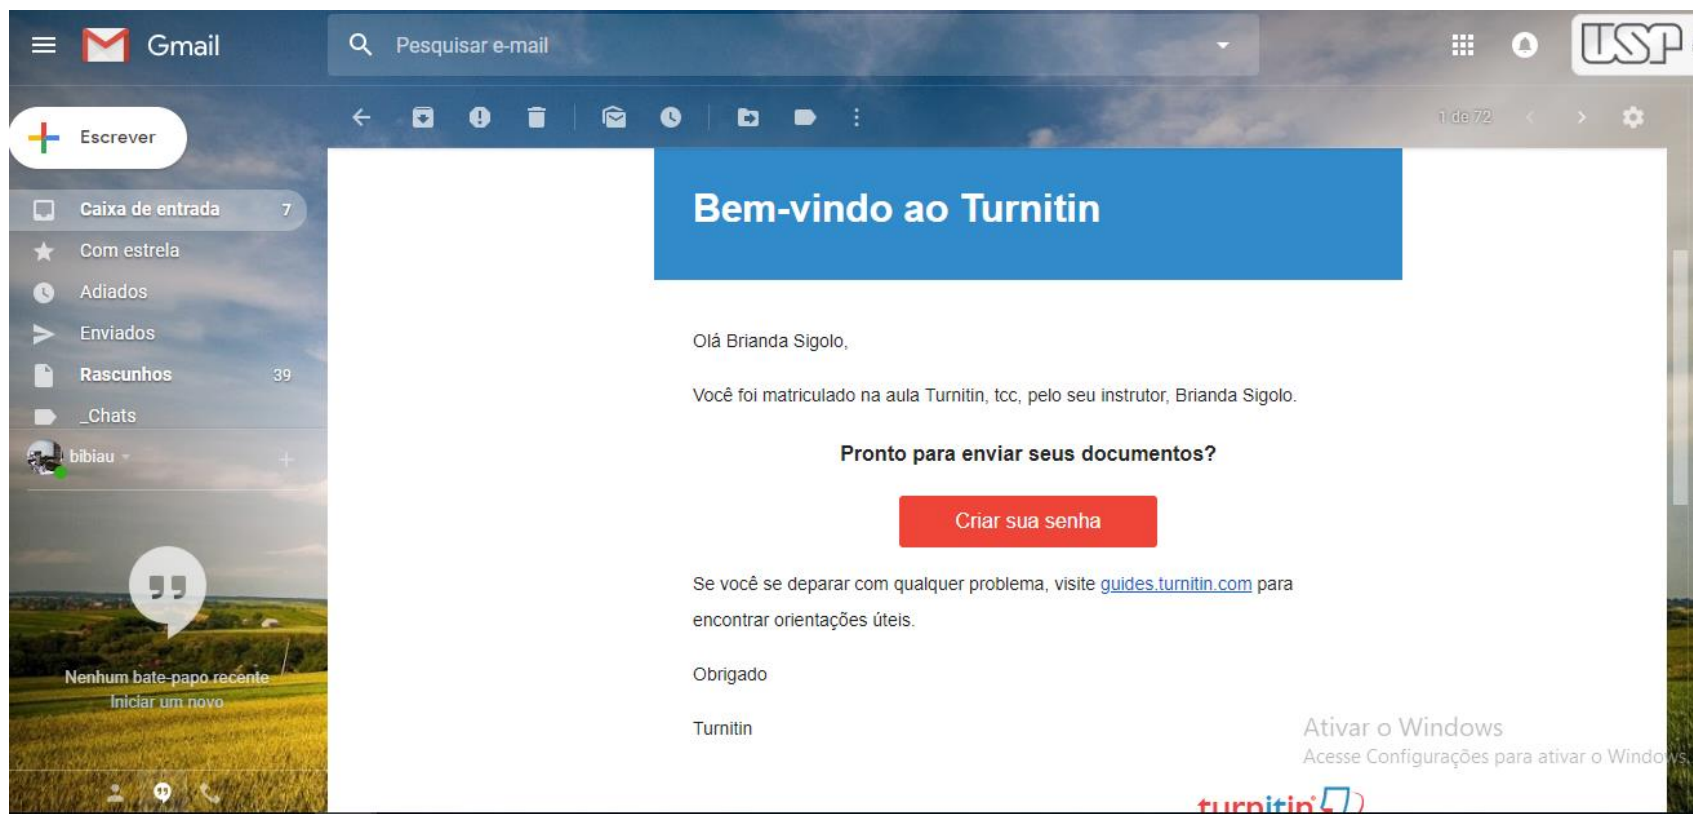 Gmail
Pesquisar e-mail
USP
Escrever
1 de 72
Caixa de entrada 7
Com estrela
Adiados
Enviados
Rascunhos 39
_Chats
bibiau
Nenhum bate-papo recente
Iniciar um novo
Bem-vindo ao Turnitin
Olá Brianda Sigolo,
Você foi matriculado na aula Turnitin, tcc, pelo seu instrutor, Brianda Sigolo.
Pronto para enviar seus documentos?
Criar sua senha
Se você se deparar com qualquer problema, visite guides.turnitin.com para
encontrar orientações úteis.
Obrigado
Turnitin
Ativar o Windows
Acesse Configurações para ativar o Windows.
turnitin